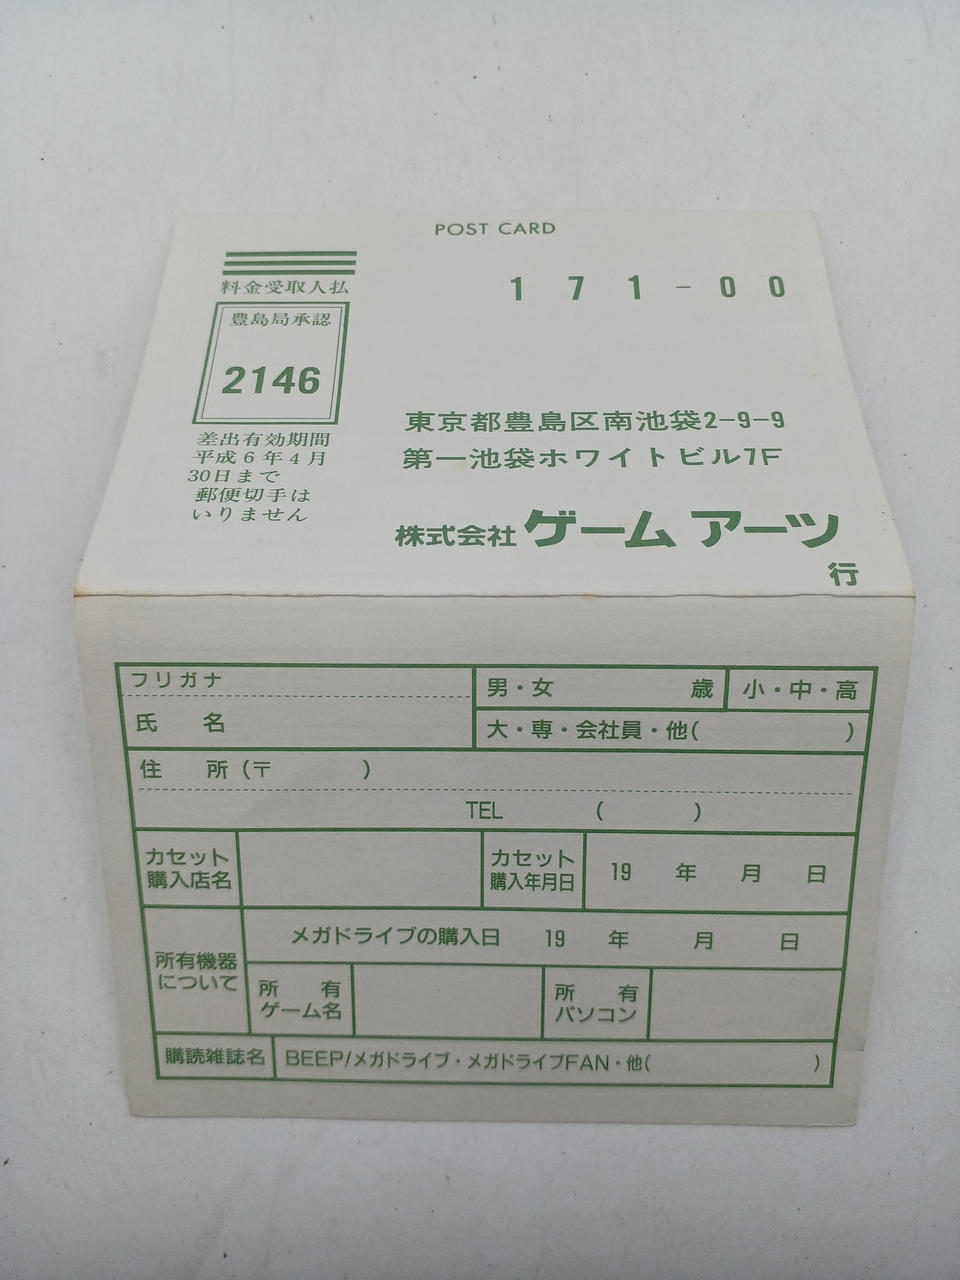 POST CARD
料金受取人払
豊島局承認
2146
差出有効期間
平成6年4月
30日まで
郵便切手は
いりません
171-00
東京都豊島区南池袋2-9-9
第一池袋ホワイトビル7F
株式会社 ゲームアーツ
行
フリガナ
氏 名
男・女 歳
小・中・高
大・専・会社員・他( )
住 所 (〒 )
TEL ( )
カセット
購入店名
カセット
購入年月日
19 年 月 日
所有機器
について
メガドライブの購入日 19 年 月 日
所 有
ゲーム名
所 有
パソコン
購読雑誌名
BEEP!メガドライブ・メガドライブFAN・他( )